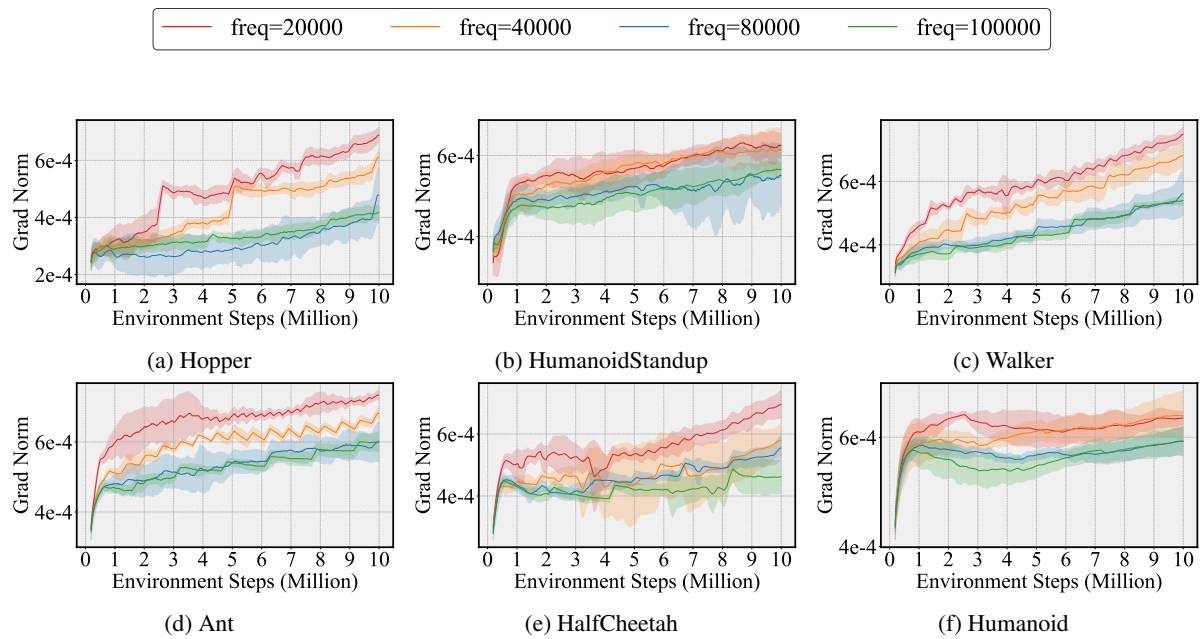 freq=20000 freq=40000 freq=80000 freq=100000
Grad Norm
6e-4
4e-4
2e-4
0 1 2 3 4 5 6 7 8 9 10
Environment Steps (Million)
(a) Hopper
Grad Norm
6e-4
4e-4
0 1 2 3 4 5 6 7 8 9 10
Environment Steps (Million)
(b) HumanoidStandup
Grad Norm
6e-4
4e-4
0 1 2 3 4 5 6 7 8 9 10
Environment Steps (Million)
(c) Walker
Grad Norm
6e-4
4e-4
0 1 2 3 4 5 6 7 8 9 10
Environment Steps (Million)
(d) Ant
Grad Norm
6e-4
4e-4
0 1 2 3 4 5 6 7 8 9 10
Environment Steps (Million)
(e) HalfCheetah
Grad Norm
6e-4
4e-4
0 1 2 3 4 5 6 7 8 9 10
Environment Steps (Million)
(f) Humanoid